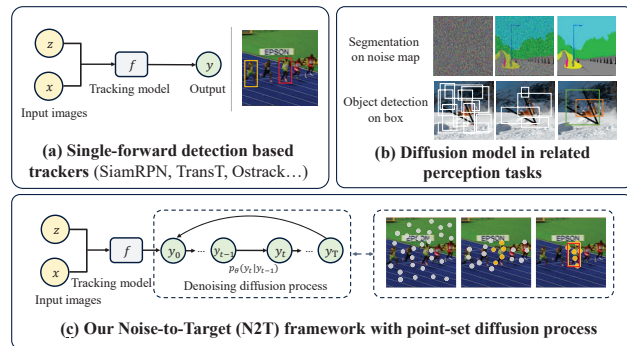 z
x
f
y
Tracking model
Output
Input images
EPSON
(a) Single-forward detection based
trackers (SiamRPN, TransT, Ostrack…)
Segmentation
on noise map
Object detection
on box
(b) Diffusion model in related
perception tasks
z
x
f
y0 ... yt−1 yt ... yT
pθ(yt|yt−1)
Tracking model
Denoising diffusion process
Input images
EPSON
EPSON
EPSON
(c) Our Noise-to-Target (N2T) framework with point-set diffusion process